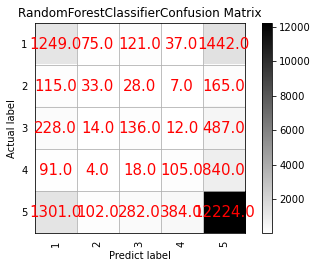 RandomForestClassifierConfusion Matrix
1 1249.0 75.0 121.0 37.0 1442.0
2 115.0 33.0 28.0 7.0 165.0
3 228.0 14.0 136.0 12.0 487.0
4 91.0 4.0 18.0 105.0 840.0
5 1301.0 102.0 282.0 384.0 12224.0
1 2 3 4 5
Predict label
Actual label
12000
10000
8000
6000
4000
2000